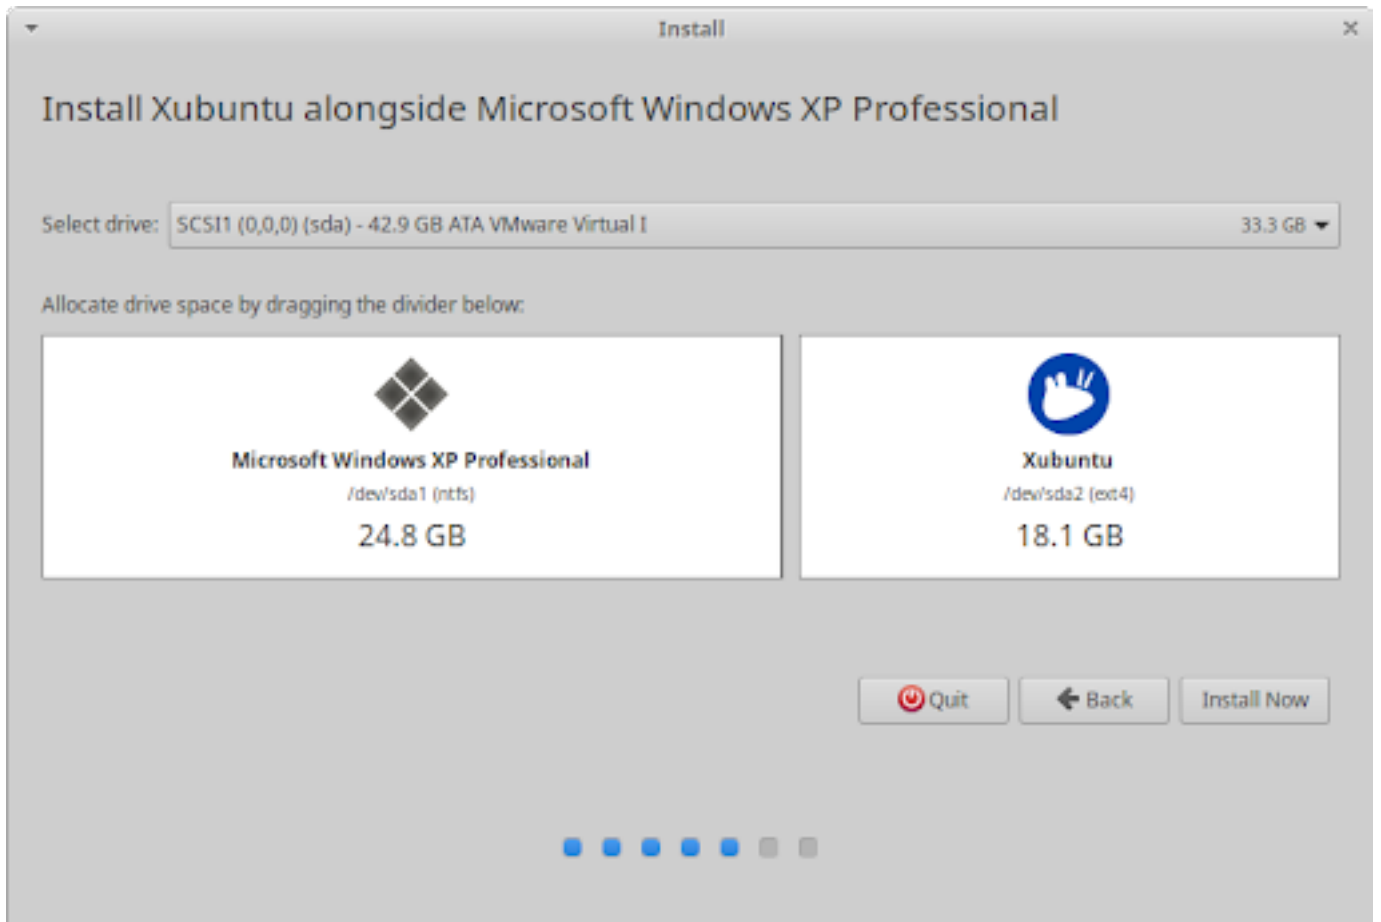 Install
Install Xubuntu alongside Microsoft Windows XP Professional
Select drive: SCSI1 (0,0,0) (sda) - 42.9 GB ATA VMware Virtual I 33.3 GB
Allocate drive space by dragging the divider below:
Microsoft Windows XP Professional
/dev/sda1 (ntfs)
24.8 GB
Xubuntu
/dev/sda2 (ext4)
18.1 GB
Quit Back Install Now